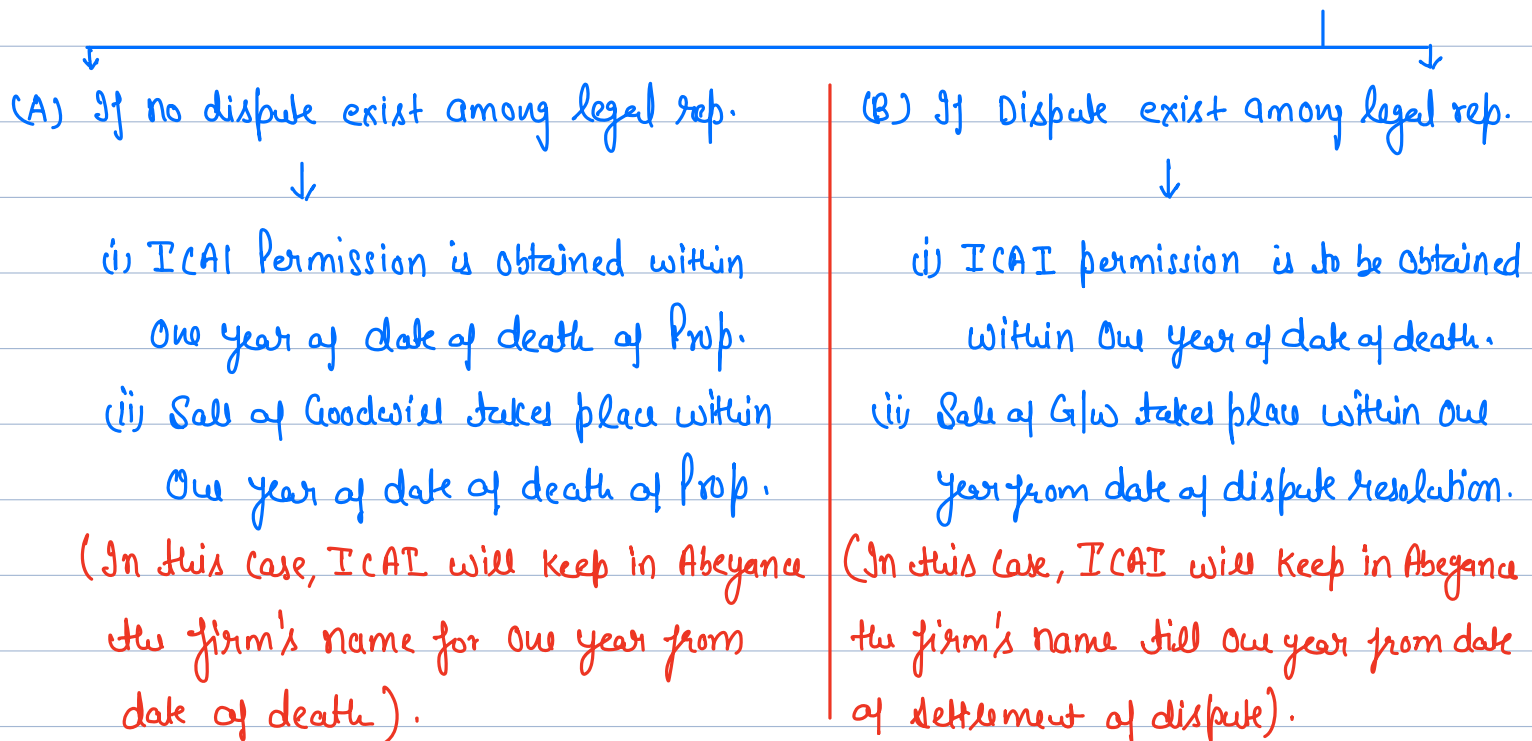 (A) If no dispute exist among legal rep.
(i) ICAI Permission is obtained within
One year of date of death of Prop.
(ii) Sale of Goodwill takes place within
One year of date of death of Prop.
(In this case, ICAI will keep in Abeyance
the firm's name for one year from
date of death).
(B) If Dispute exist among legal rep.
(i) ICAI permission is to be obtained
within one year of date of death.
(ii) Sale of G/w takes place within one
year from date of dispute resolution.
(In this case, ICAI will keep in Abeyance
the firm's name till one year from date
of settlement of dispute).